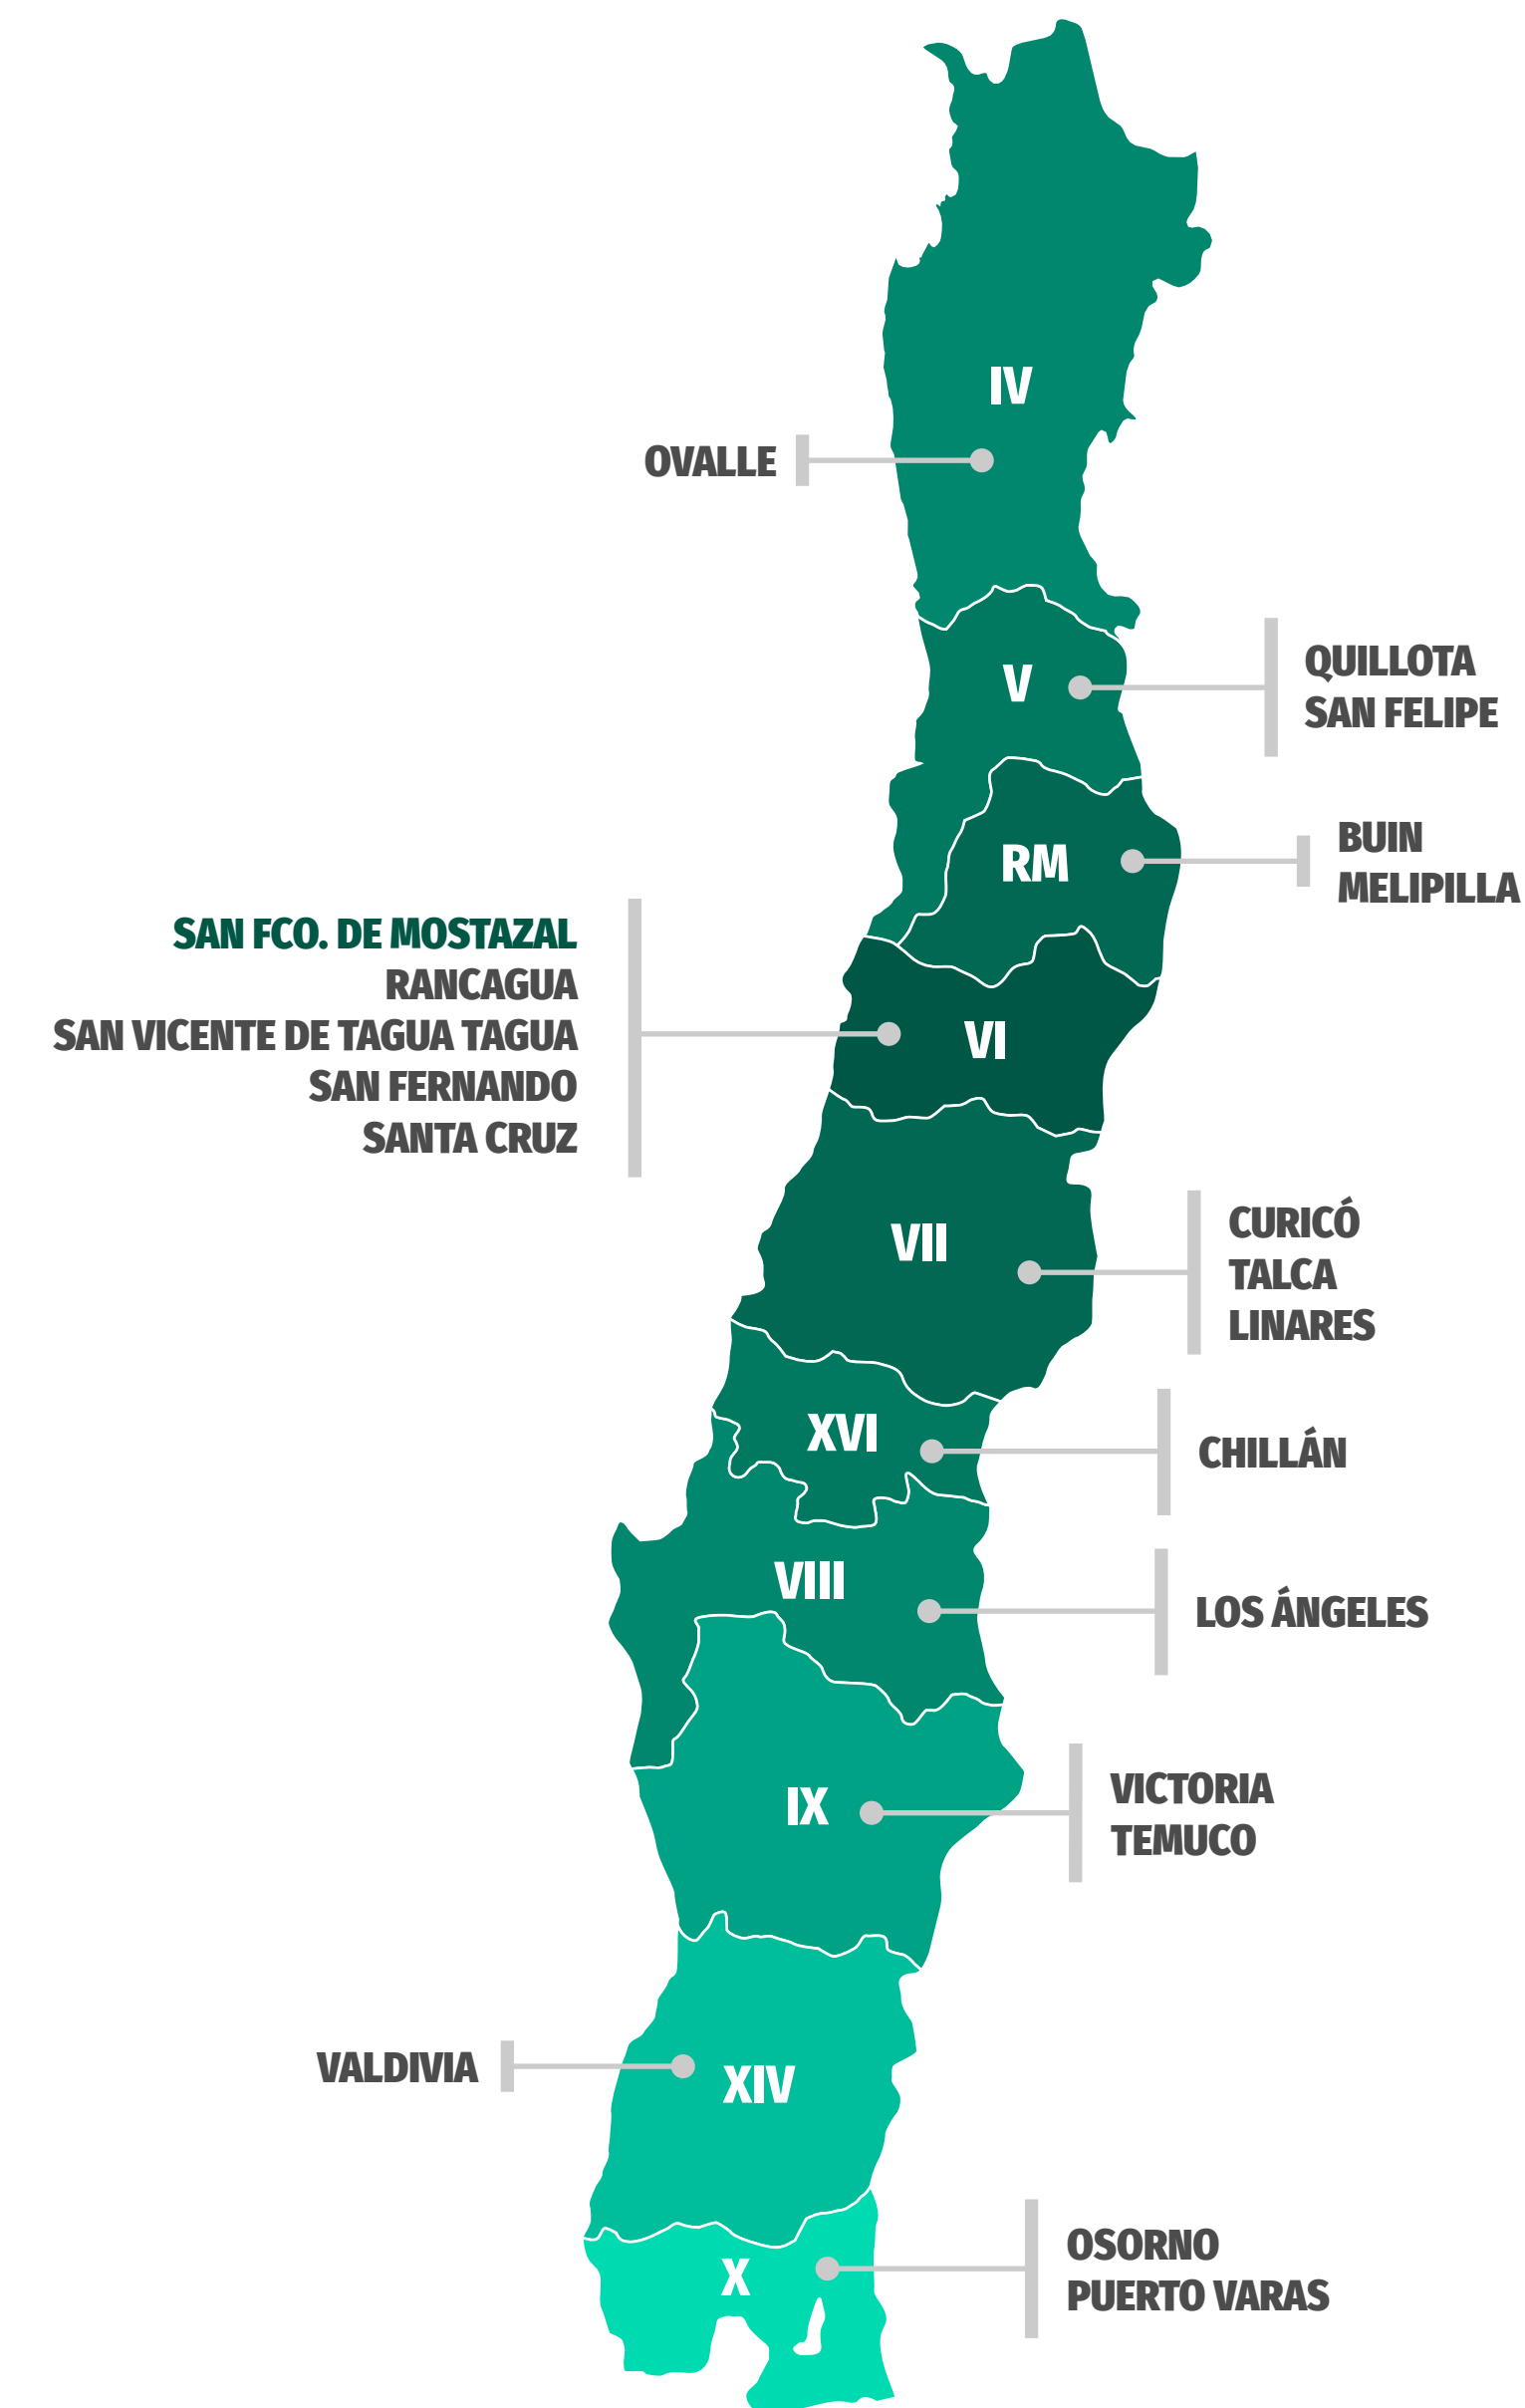 IV
OVALLE
V
QUILLOTA
SAN FELIPE
RM
BUIN
MELIPILLA
SAN FCO. DE MOSTAZAL
RANCAGUA
SAN VICENTE DE TAGUA TAGUA
SAN FERNANDO
SANTA CRUZ
VI
VII
CURICÓ
TALCA
LINARES
XVI
CHILLÁN
VIII
LOS ÁNGELES
IX
VICTORIA
TEMUCO
VALDIVIA
XIV
X
OSORNO
PUERTO VARAS